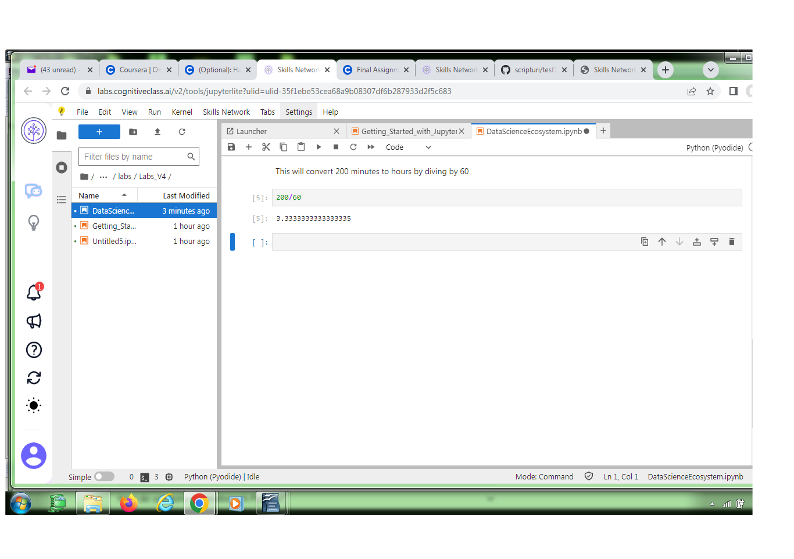 (43 unread) -
Coursera | O
(Optional): H
Skills Network
Final Assignm
Skills Network
scripturi/test
Skills Network
labs.cognitiveclass.ai/v2/tools/jupyterlite?ulid=ulid-35f1ebe53cea68a9b08307df6b287933d2f5c683
File Edit View Run Kernel Skills Network Tabs Settings Help
+
Launcher
Getting_Started_with_Jupyter
DataScienceEcosystem.ipynb
Code
Python (Pyodide)
Filter files by name
/ ··· / labs / Labs_V4 /
Name Last Modified
DataScienc... 3 minutes ago
Getting_Sta... 1 hour ago
Untitled5.ip... 1 hour ago
This will convert 200 minutes to hours by diving by 60
[5]: 200/60
[5]: 3.3333333333333335
[ ]:
1
Simple 0 3 Python (Pyodide) | Idle
Mode: Command Ln 1, Col 1 DataScienceEcosystem.ipynb